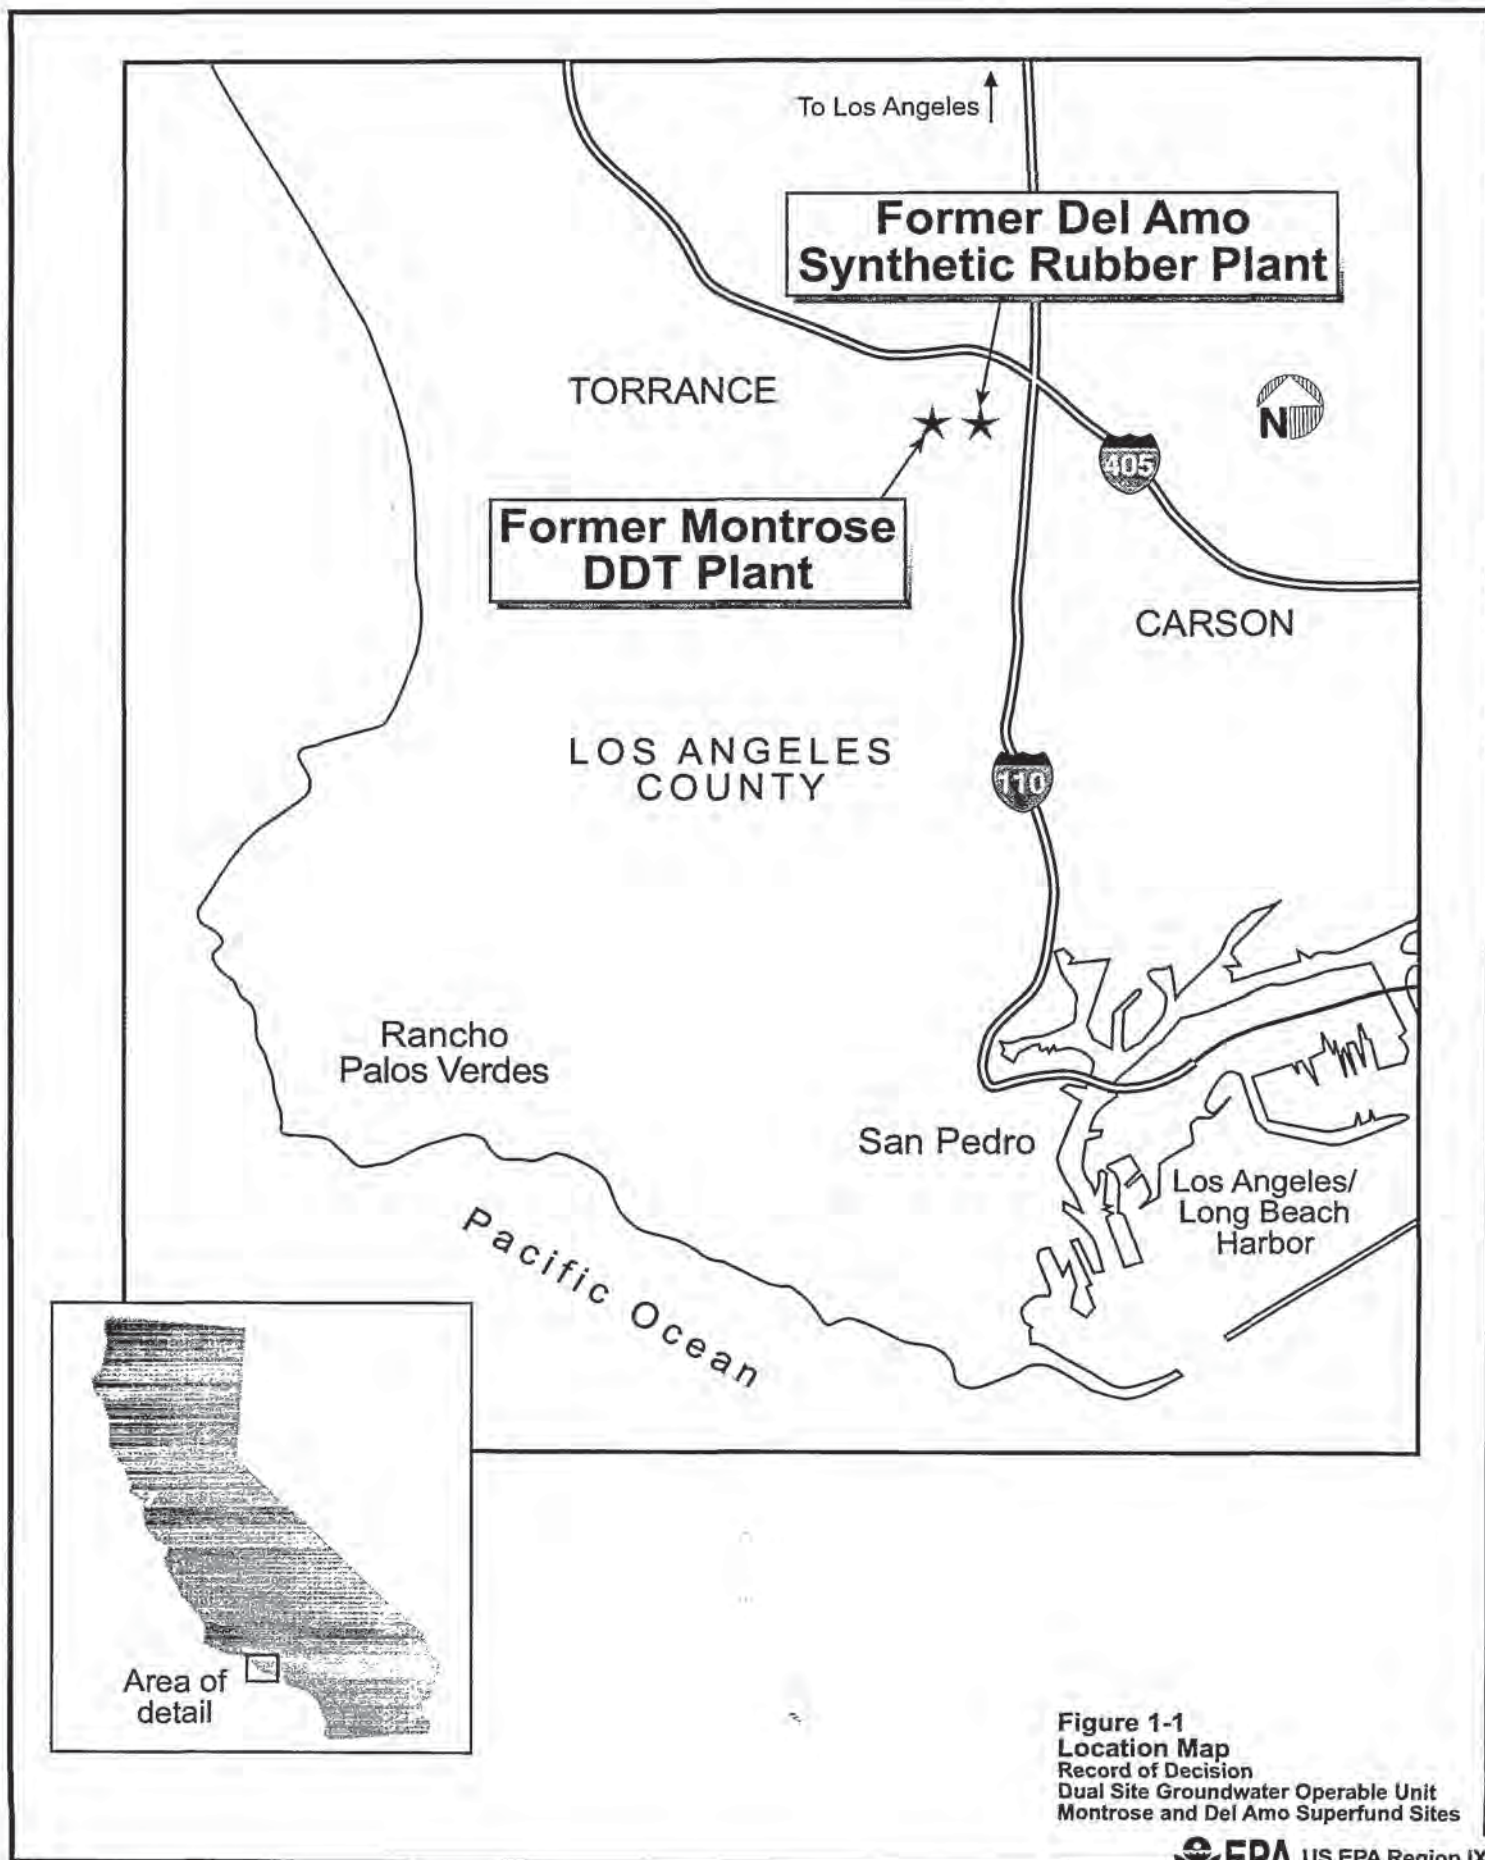 To Los Angeles
Former Del Amo
Synthetic Rubber Plant
TORRANCE
N
405
Former Montrose
DDT Plant
CARSON
LOS ANGELES
COUNTY
110
Rancho
Palos Verdes
San Pedro
Los Angeles/
Long Beach
Harbor
Pacific Ocean
Area of
detail
Figure 1-1
Location Map
Record of Decision
Dual Site Groundwater Operable Unit
Montrose and Del Amo Superfund Sites
EPA US EPA Region IX